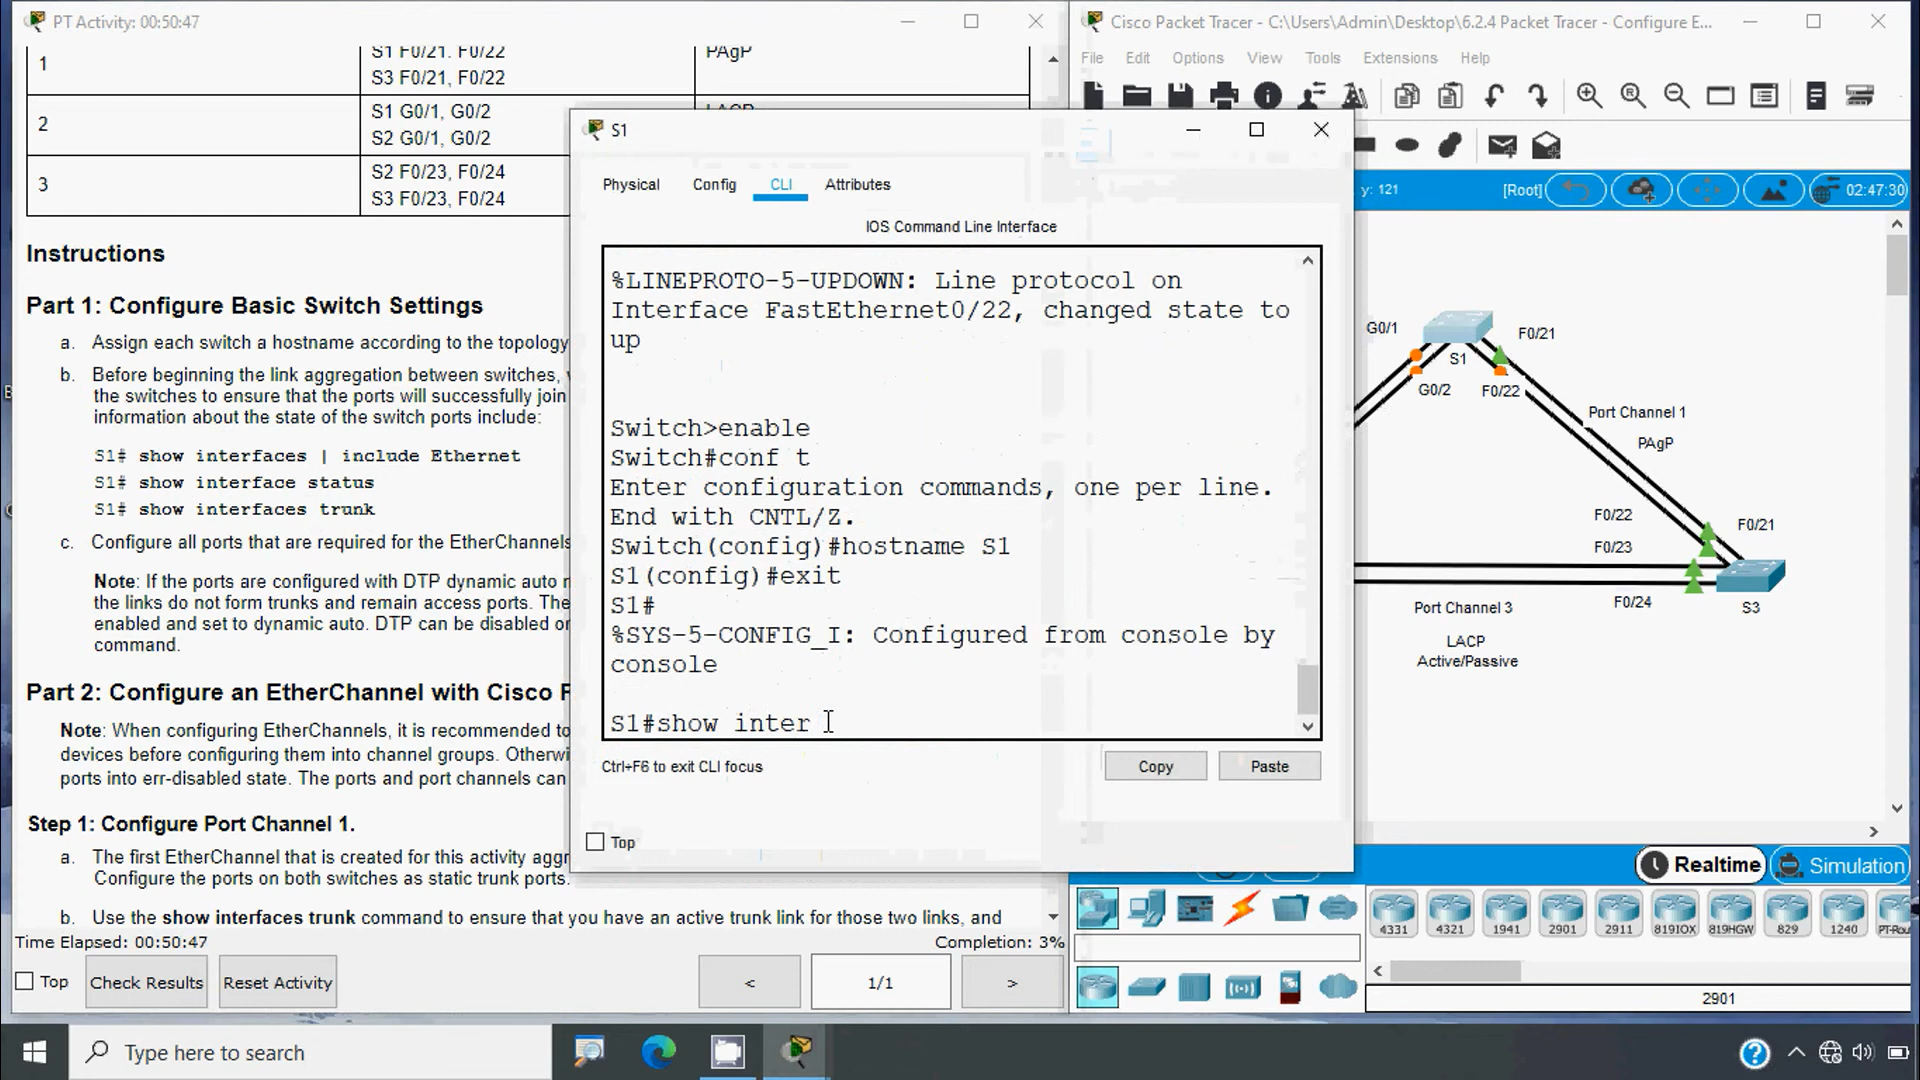 PT Activity: 00:50:47
1
S1 F0/21, F0/22
S3 F0/21, F0/22
PAgP
2
S1 G0/1, G0/2
S2 G0/1, G0/2
LACP
3
S2 F0/23, F0/24
S3 F0/23, F0/24
Instructions
Part 1: Configure Basic Switch Settings
a. Assign each switch a hostname according to the topology
b. Before beginning the link aggregation between switches,
the switches to ensure that the ports will successfully join
information about the state of the switch ports include:
S1# show interfaces | include Ethernet
S1# show interface status
S1# show interfaces trunk
c. Configure all ports that are required for the EtherChannels
Note: If the ports are configured with DTP dynamic auto
the links do not form trunks and remain access ports. The
enabled and set to dynamic auto. DTP can be disabled on
command.
Part 2: Configure an EtherChannel with Cisco
Note: When configuring EtherChannels, it is recommended to
devices before configuring them into channel groups. Otherwi
ports into err-disabled state. The ports and port channels can
Step 1: Configure Port Channel 1.
a. The first EtherChannel that is created for this activity aggr
Configure the ports on both switches as static trunk ports.
b. Use the show interfaces trunk command to ensure that you have an active trunk link for those two links, and
Time Elapsed: 00:50:47
Completion: 3%
Top
Check Results
Reset Activity
<
1/1
>
S1
Physical
Config
CLI
Attributes
IOS Command Line Interface
%LINEPROTO-5-UPDOWN: Line protocol on
Interface FastEthernet0/22, changed state to
up
Switch>enable
Switch#conf t
Enter configuration commands, one per line.
End with CNTL/Z.
Switch(config)#hostname S1
S1(config)#exit
S1#
%SYS-5-CONFIG_I: Configured from console by
console
S1#show inter
Ctrl+F6 to exit CLI focus
Copy
Paste
Top
Cisco Packet Tracer - C:\Users\Admin\Desktop\6.2.4 Packet Tracer - Configure E...
File
Edit
Options
View
Tools
Extensions
Help
y: 121
[Root]
02:47:30
G0/1
F0/21
S1
G0/2
F0/22
Port Channel 1
PAgP
F0/22
F0/21
F0/23
F0/24
S3
Port Channel 3
LACP
Active/Passive
Realtime
Simulation
4331
4321
1941
2901
2911
819IOX
819HGW
829
1240
PT-Rou
2901
Type here to search